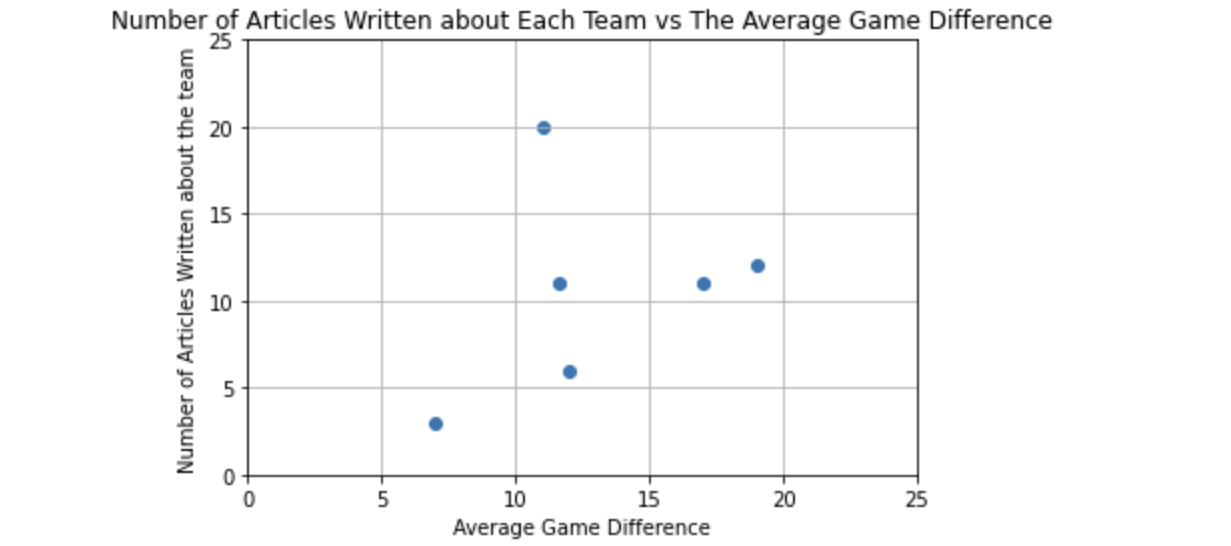 Number of Articles Written about Each Team vs The Average Game Difference
Number of Articles Written about the team
25
20
15
10
5
0
0 5 10 15 20 25
Average Game Difference